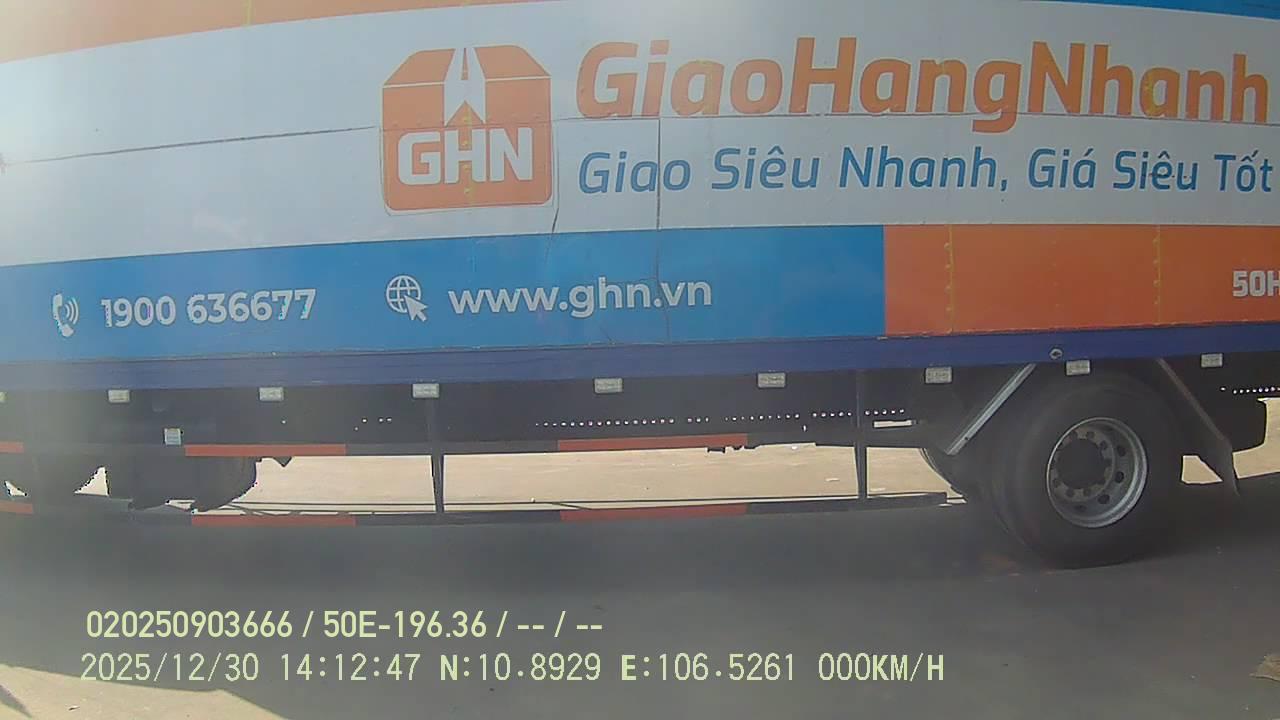 GHN
GiaoHangNhanh
Giao Siêu Nhanh, Giá Siêu Tốt
1900 636677
www.ghn.vn
50H
020250903666 / 50E-196.36 / -- / --
2025/12/30 14:12:47 N:10.8929 E:106.5261 000KM/H